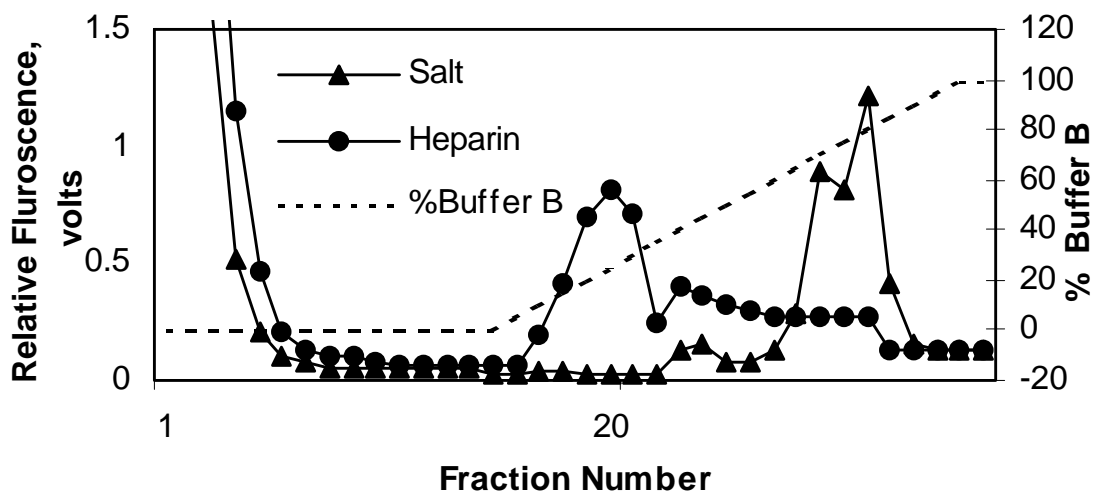 Relative Fluroscence,
volts
1.5
1
0.5
0
Salt
Heparin
%Buffer B
120
100
80
60
40
20
0
-20
% Buffer B
1
20
Fraction Number